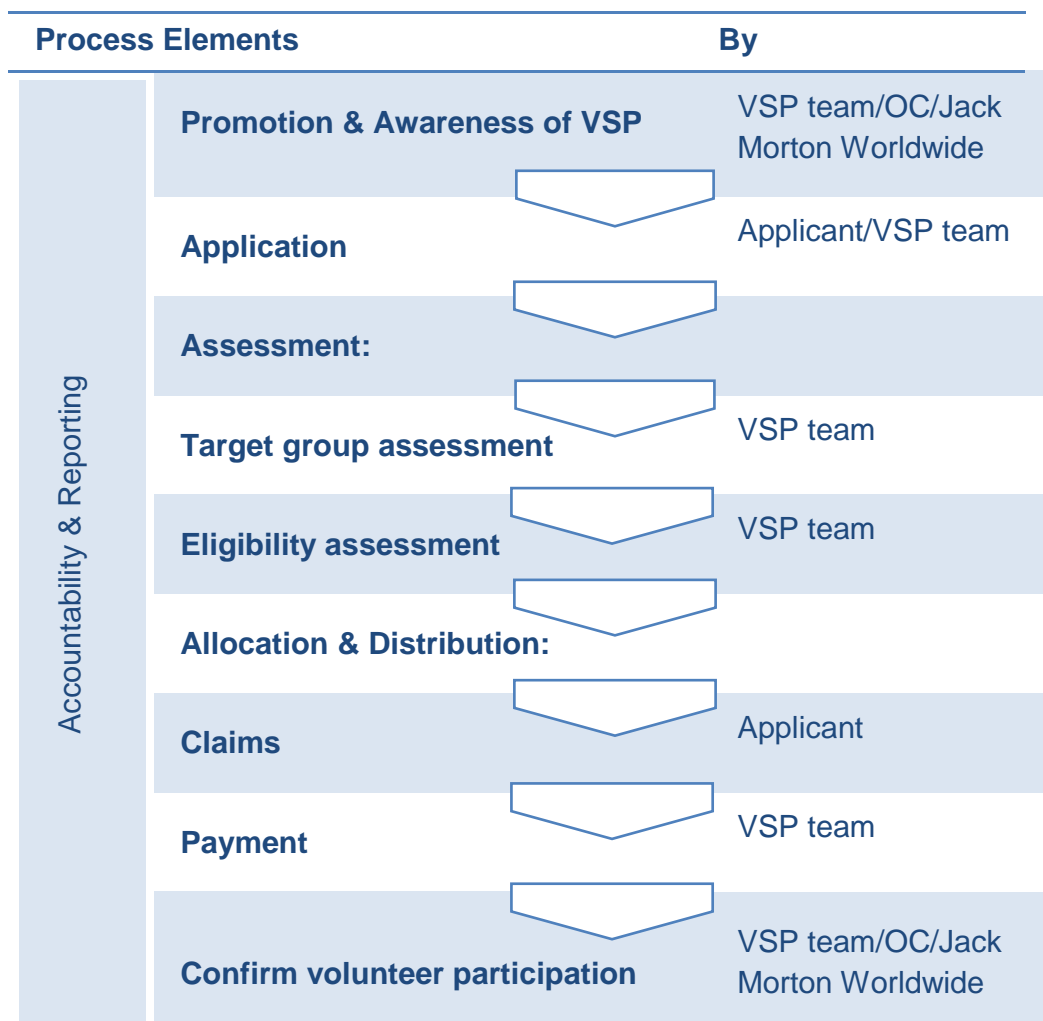 Process Elements By
Accountability & Reporting
Promotion & Awareness of VSP
VSP team/OC/Jack
Morton Worldwide
Application
Applicant/VSP team
Assessment:
Target group assessment
VSP team
Eligibility assessment
VSP team
Allocation & Distribution:
Claims
Applicant
Payment
VSP team
Confirm volunteer participation
VSP team/OC/Jack
Morton Worldwide